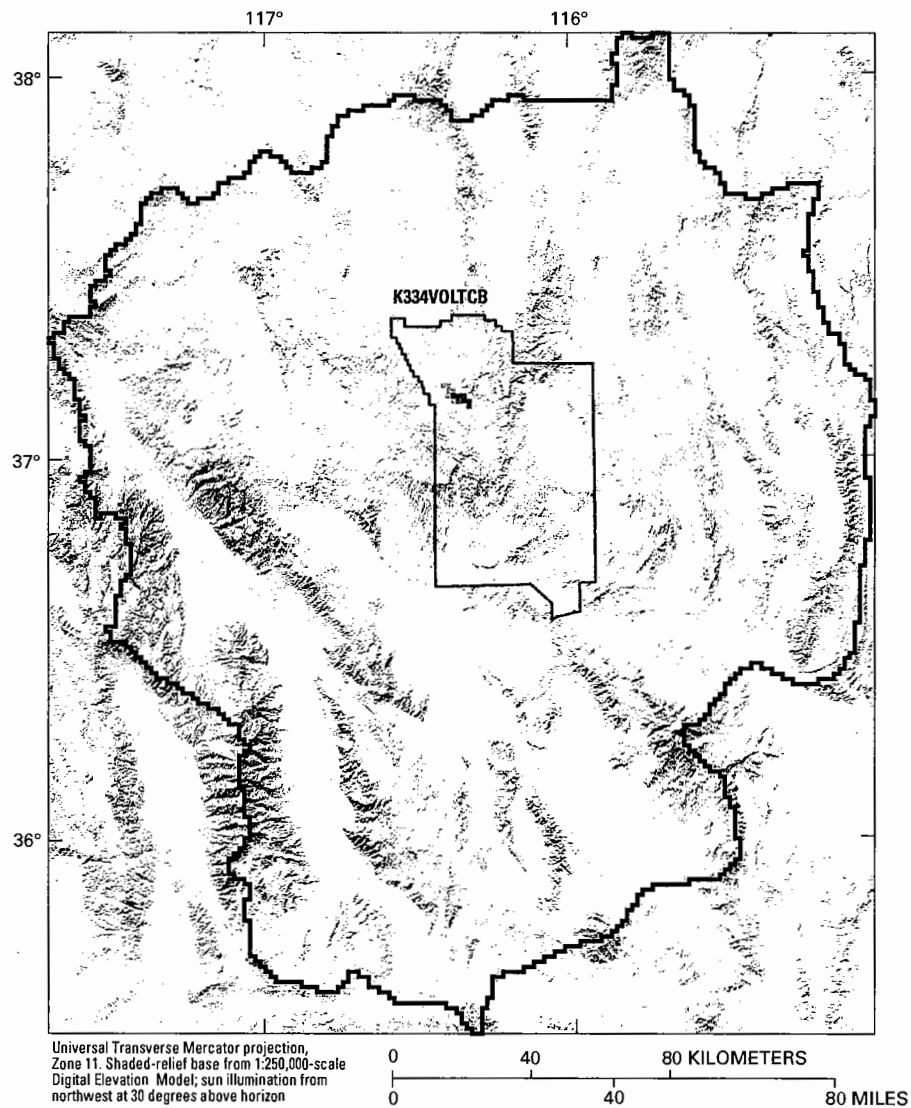 117° 116°
38°
K334VOLTCB
37°
36°
Universal Transverse Mercator projection,
Zone 11. Shaded-relief base from 1:250,000-scale
Digital Elevation Model; sun illumination from
northwest at 30 degrees above horizon
0 40 80 KILOMETERS
0 40 80 MILES